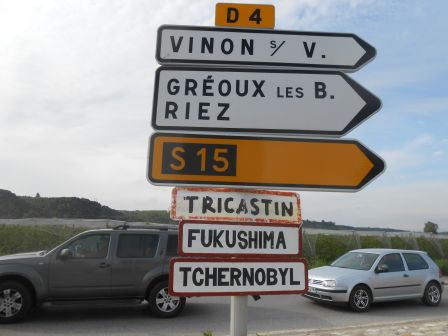 D 4
VINON S/ V.
GRÉOUX LES B.
RIEZ
S 15
TRICASTIN
FUKUSHIMA
TCHERNOBYL